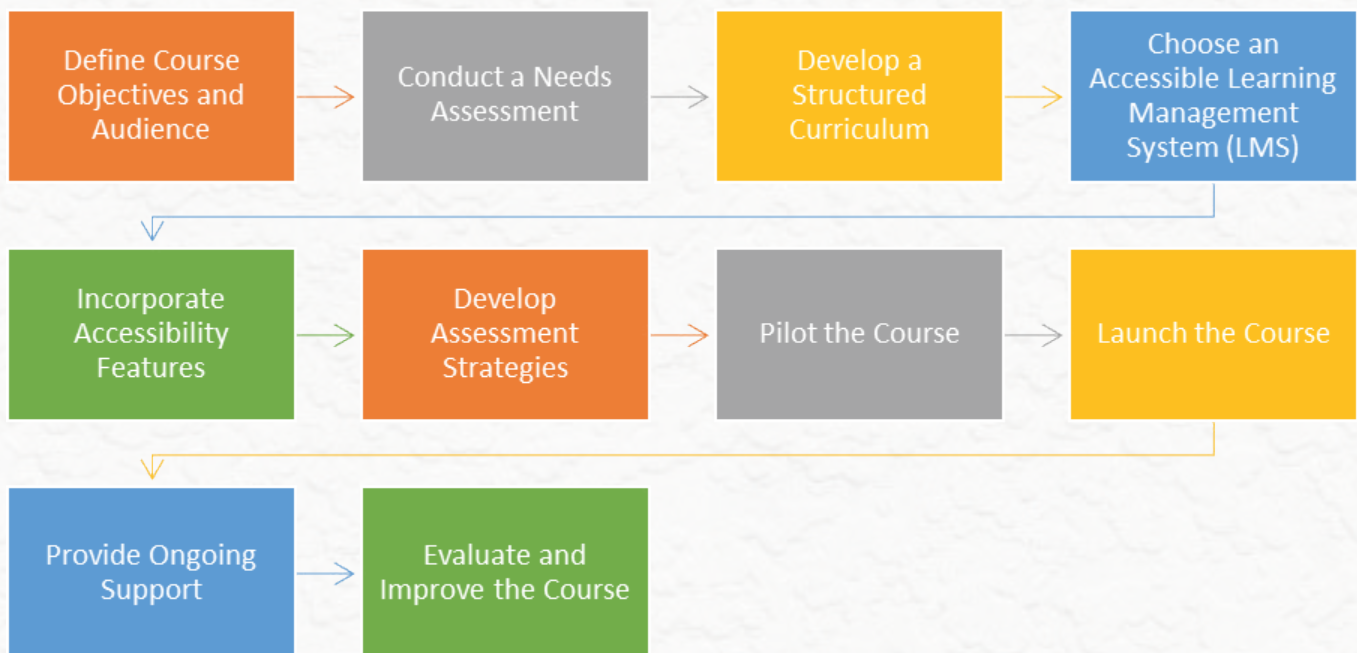 Define Course
Objectives and
Audience
Conduct a Needs
Assessment
Develop a
Structured
Curriculum
Choose an
Accessible Learning
Management
System (LMS)
Incorporate
Accessibility
Features
Develop
Assessment
Strategies
Pilot the Course
Launch the Course
Provide Ongoing
Support
Evaluate and
Improve the Course